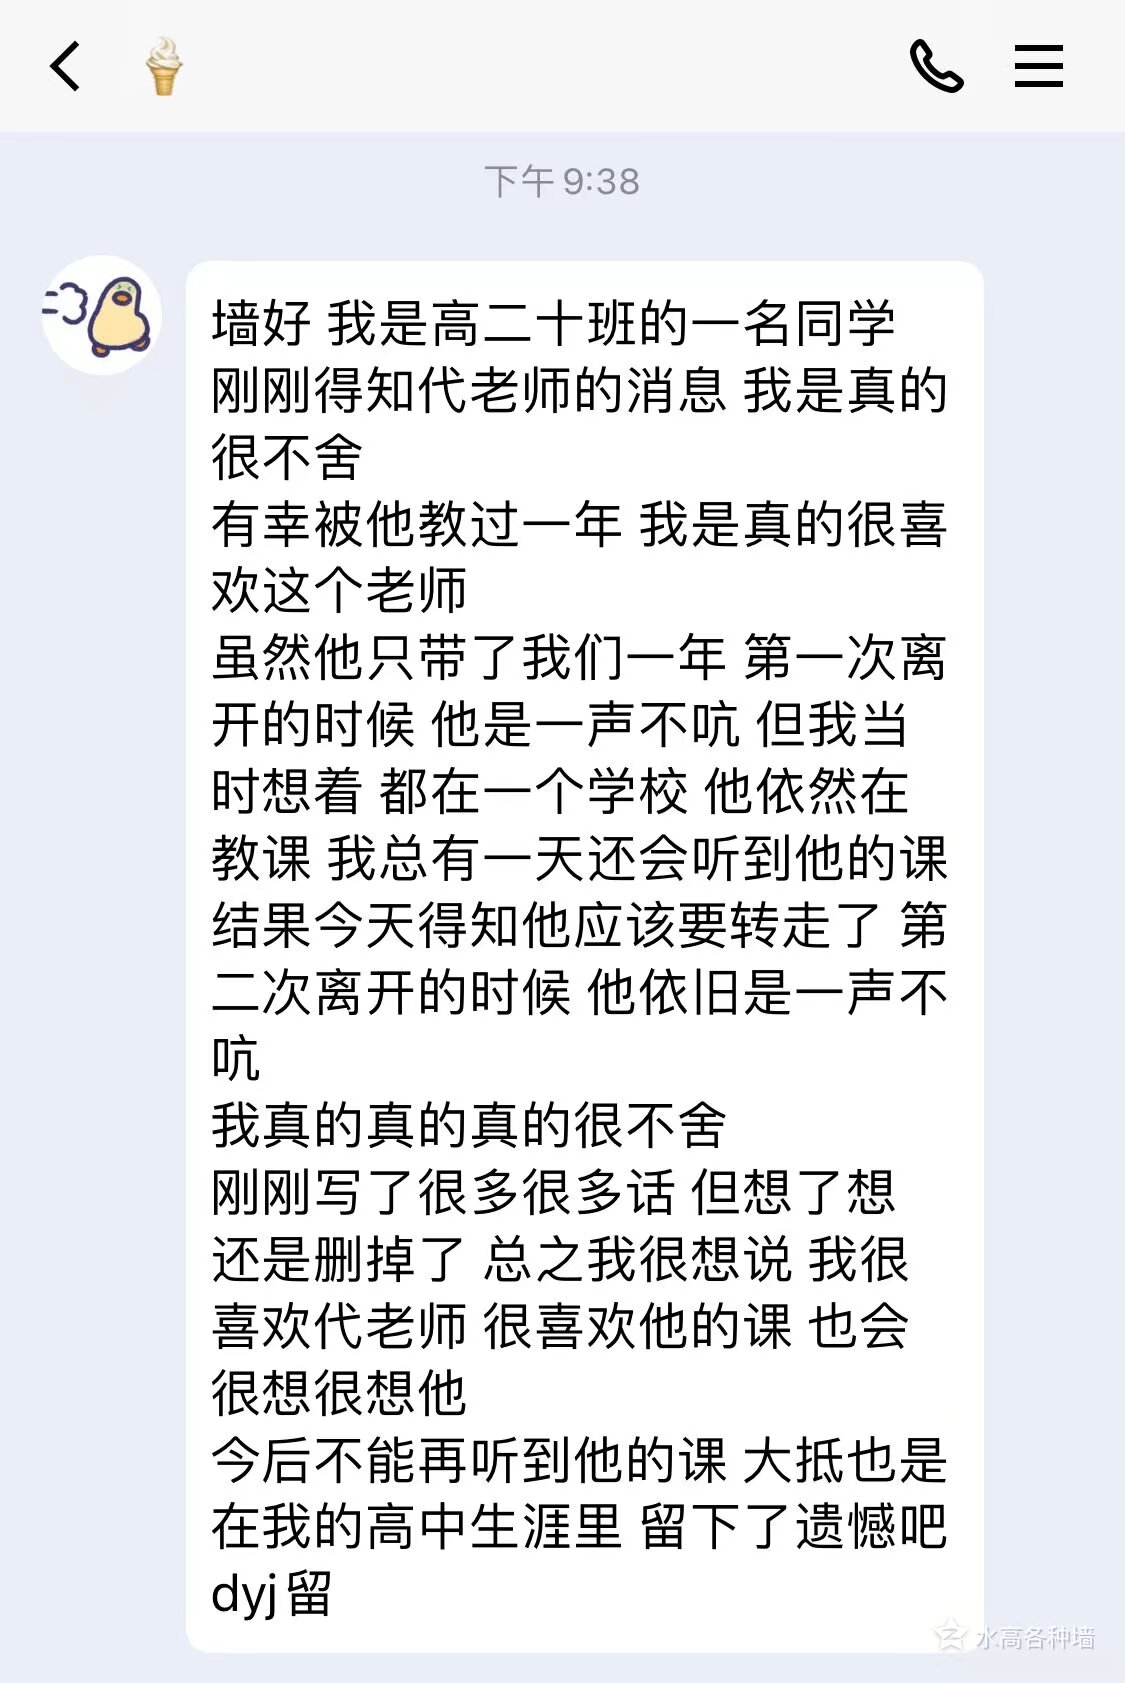 下午 9:38
墙好 我是高二十班的一名同学
刚刚得知代老师的消息 我是真的
很不舍
有幸被他教过一年 我是真的很喜
欢这个老师
虽然他只带了我们一年 第一次离
开的时候 他是一声不吭 但我当
时想着 都在一个学校 他依然在
教课 我总有一天还会听到他的课
结果今天得知他应该要转走了 第
二次离开的时候 他依旧是一声不
吭
我真的真的真的很不舍
刚刚写了很多很多话 但想了想
还是删掉了 总之我很想说 我很
喜欢代老师 很喜欢他的课 也会
很想很想他
今后不能再听到他的课 大抵也是
在我的高中生涯里 留下了遗憾吧
dyj留
水高各种墙